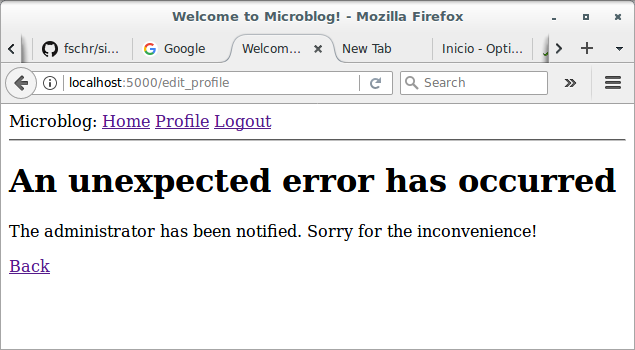 Welcome to Microblog! - Mozilla Firefox
fschr/si... Google Welcom... New Tab Inicio - Opti...
localhost:5000/edit_profile Search
Microblog: Home Profile Logout
An unexpected error has occurred
The administrator has been notified. Sorry for the inconvenience!
Back